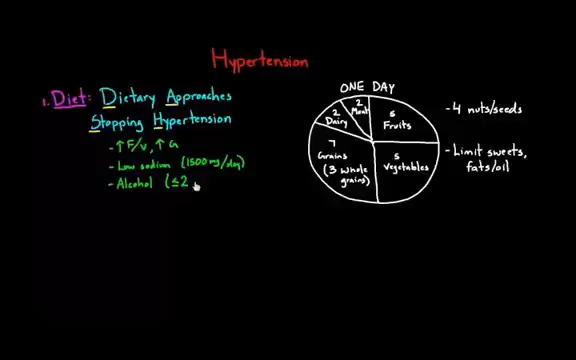 Hypertension
1. Diet: Dietary Approaches
Stopping Hypertension
- ↑ F/V, ↑ G
- Low sodium (1500 mg/day)
- Alcohol (≤2
ONE DAY
2 Meat
5 Fruits
2 Dairy
7 Grains
(3 whole
grains)
5
Vegetables
- 4 nuts/seeds
- Limit sweets,
fats/oil